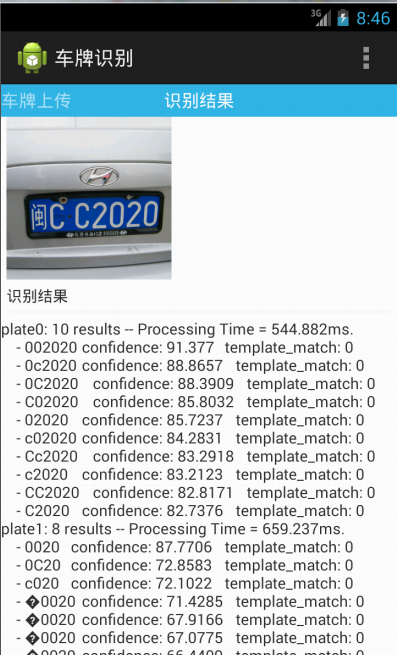 3G 8:46
车牌识别
车牌上传 识别结果
闽C C2020
识别结果
plate0: 10 results -- Processing Time = 544.882ms.
- 002020 confidence: 91.377 template_match: 0
- 0c2020 confidence: 88.8657 template_match: 0
- 0C2020 confidence: 88.3909 template_match: 0
- C02020 confidence: 85.8032 template_match: 0
- 02020 confidence: 85.7237 template_match: 0
- c02020 confidence: 84.2831 template_match: 0
- Cc2020 confidence: 83.2918 template_match: 0
- c2020 confidence: 83.2123 template_match: 0
- CC2020 confidence: 82.8171 template_match: 0
- C2020 confidence: 82.7376 template_match: 0
plate1: 8 results -- Processing Time = 659.237ms.
- 0020 confidence: 87.7706 template_match: 0
- 0C20 confidence: 72.8583 template_match: 0
- c020 confidence: 72.1022 template_match: 0
- �0020 confidence: 71.4285 template_match: 0
- �0020 confidence: 67.9166 template_match: 0
- �0020 confidence: 67.0775 template_match: 0
- �0020 confidence: 66.4409 template_match: 0